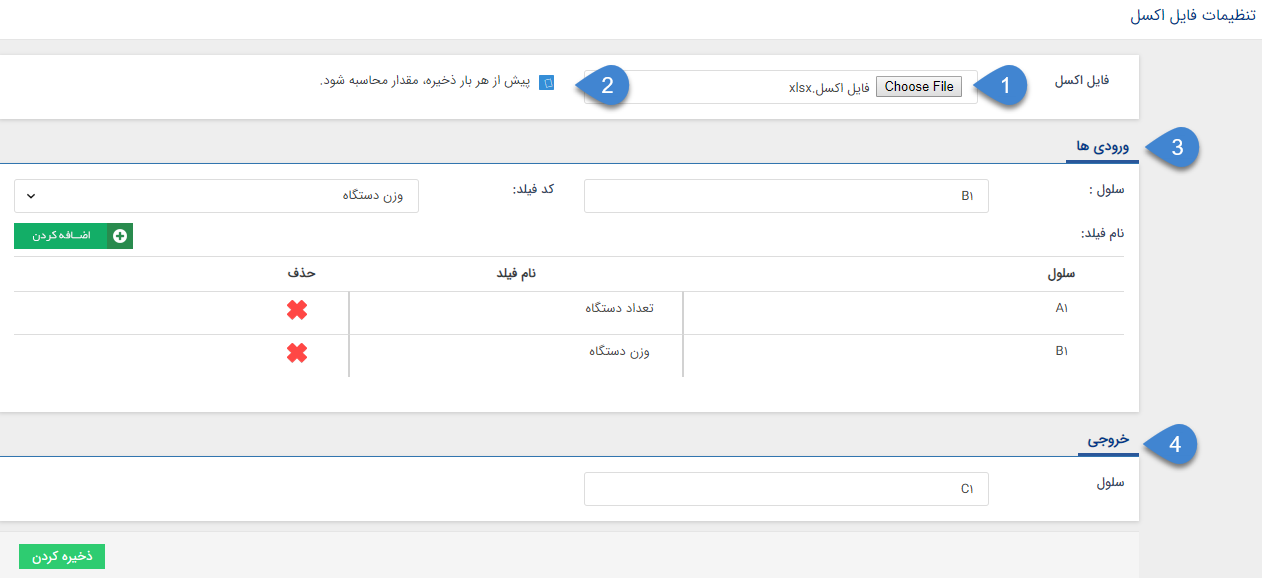 تنظیمات فایل اکسل
فایل اکسل
1
Choose File فایل اکسل.xlsx
2
پیش از هر بار ذخیره، مقدار محاسبه شود.
ورودی ها
3
سلول :
B۱
کد فیلد:
وزن دستگاه
نام فیلد:
اضافه کردن
سلول نام فیلد حذف
A۱ تعداد دستگاه
B۱ وزن دستگاه
خروجی
4
سلول
C۱
ذخیره کردن